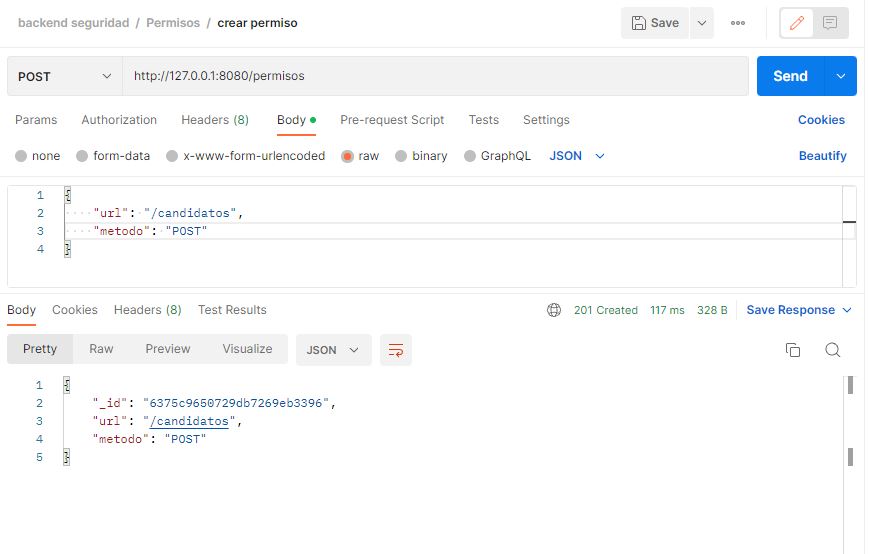 backend seguridad / Permisos / crear permiso
Save
POST
http://127.0.0.1:8080/permisos
Send
Params Authorization Headers (8) Body Pre-request Script Tests Settings Cookies
none form-data x-www-form-urlencoded raw binary GraphQL JSON Beautify
1 {
2 "url": "/candidatos",
3 "metodo": "POST"
4 }
Body Cookies Headers (8) Test Results 201 Created 117 ms 328 B Save Response
Pretty Raw Preview Visualize JSON
1 {
2 "_id": "6375c9650729db7269eb3396",
3 "url": "/candidatos",
4 "metodo": "POST"
5 }